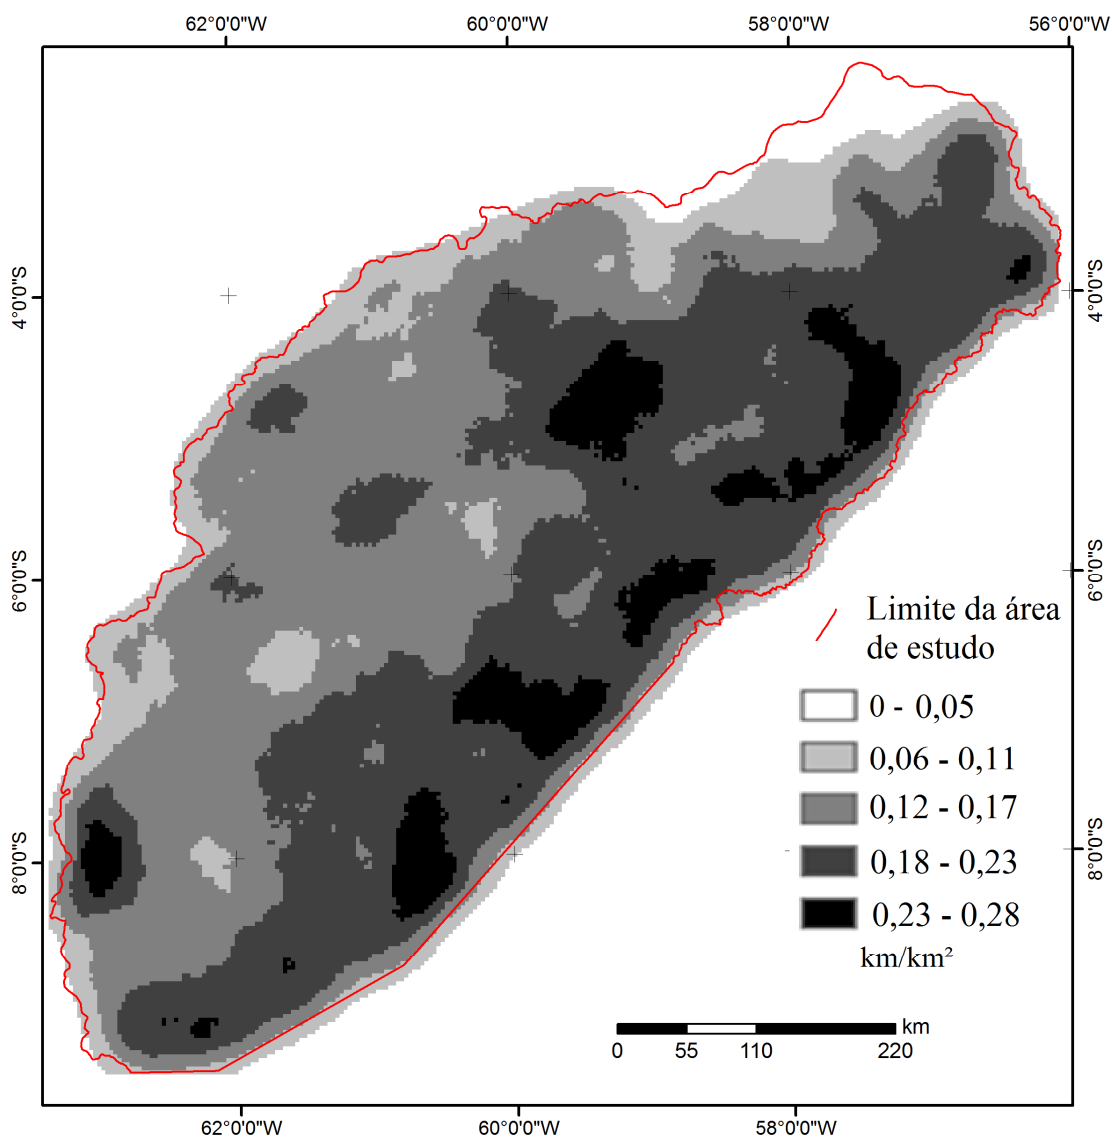 62°0'0"W 60°0'0"W 58°0'0"W 56°0'0"W
4°0'0"S 4°0'0"S
6°0'0"S 6°0'0"S
Limite da área
de estudo
0 - 0,05
0,06 - 0,11
0,12 - 0,17
0,18 - 0,23
8°0'0"S 8°0'0"S
0,23 - 0,28
km/km²
km
0 55 110 220
62°0'0"W 60°0'0"W 58°0'0"W